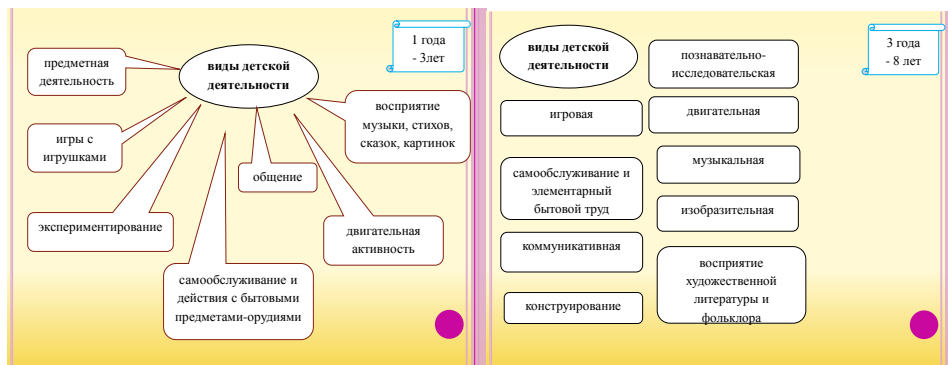 виды детской
деятельности
1 года
- 3лет
предметная
деятельность
восприятие
музыки, стихов,
сказок, картинок
игры с
игрушками
общение
экспериментирование
двигательная
активность
самообслуживание и
действия с бытовыми
предметами-орудиями
виды детской
деятельности
3 года
- 8 лет
познавательно-
исследовательская
игровая
двигательная
самообслуживание и
элементарный
бытовой труд
музыкальная
изобразительная
коммуникативная
восприятие
художественной
литературы и
фольклора
конструирование